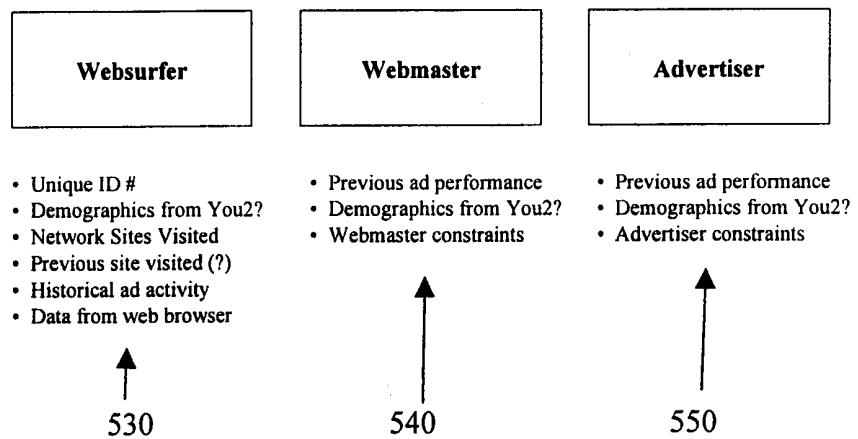 Websurfer
Webmaster
Advertiser
• Unique ID #
• Demographics from You2?
• Network Sites Visited
• Previous site visited (?)
• Historical ad activity
• Data from web browser
• Previous ad performance
• Demographics from You2?
• Webmaster constraints
• Previous ad performance
• Demographics from You2?
• Advertiser constraints
530
540
550